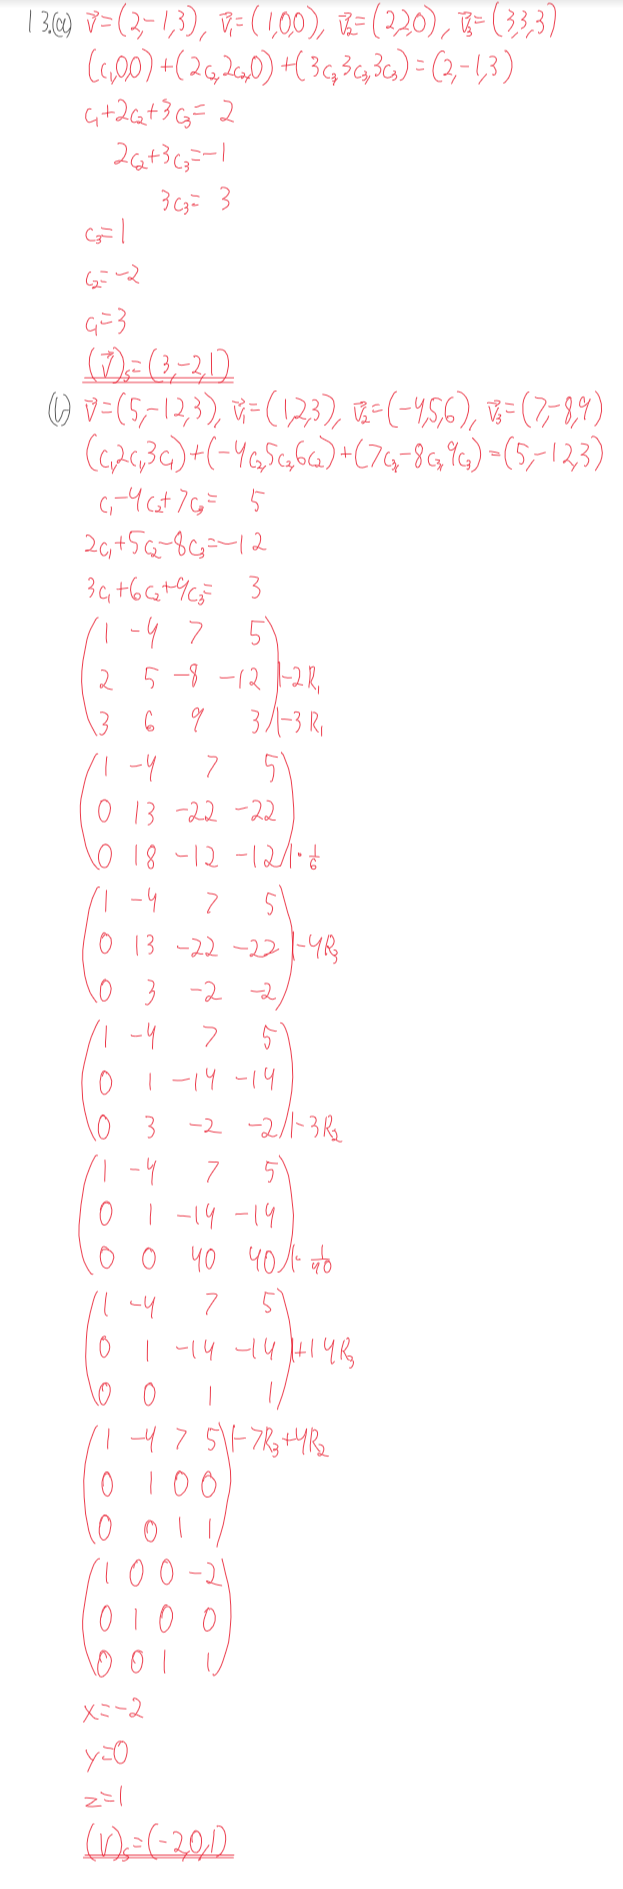 13.(a) v⃗=(2,-1,3), v⃗₁=(1,0,0), v⃗₂=(2,2,0), v⃗₃=(3,3,3)
(c₁,0,0)+(2c₂,2c₂,0)+(3c₃,3c₃,3c₃)=(2,-1,3)
c₁+2c₂+3c₃= 2
2c₂+3c₃=-1
3c₃= 3
c₃=1
c₂=-2
c₁=3
(v⃗)ₛ=(3,-2,1)
(b) v⃗=(5,-12,3), v⃗₁=(1,2,3), v⃗₂=(-4,5,6), v⃗₃=(7,-8,9)
(c₁,2c₁,3c₁)+(-4c₂,5c₂,6c₂)+(7c₃,-8c₃,9c₃)=(5,-12,3)
c₁-4c₂+7c₃= 5
2c₁+5c₂-8c₃=-12
3c₁+6c₂+9c₃= 3
(1 -4 7 5)
2 5 -8 -12 |-2R₁
3 6 9 3 |-3R₁
(1 -4 7 5)
0 13 -22 -22
0 18 -12 -12 |· 1/6
(1 -4 7 5)
0 13 -22 -22 |-4R₃
0 3 -2 -2
(1 -4 7 5)
0 1 -14 -14
0 3 -2 -2 |-3R₂
(1 -4 7 5)
0 1 -14 -14
0 0 40 40 |· 1/40
(1 -4 7 5)
0 1 -14 -14 |+14R₃
0 0 1 1
(1 -4 7 5) |-7R₃+4R₂
0 1 0 0
0 0 1 1
(1 0 0 -2)
0 1 0 0
0 0 1 1
x=-2
y=0
z=1
(V)ₛ=(-2,0,1)